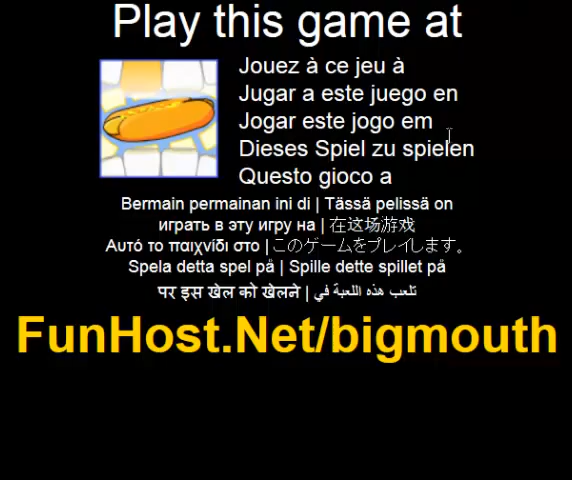 Play this game at
Jouez à ce jeu à
Jugar a este juego en
Jogar este jogo em
Dieses Spiel zu spielen
Questo gioco a
Bermain permainan ini di | Tässä pelissä on
играть в эту игру на | 在这场游戏
Αυτό το παιχνίδι στο | このゲームをプレイします。
Spela detta spel på | Spille dette spillet på
पर इस खेल को खेलने | تلعب هذه اللعبة في
FunHost.Net/bigmouth